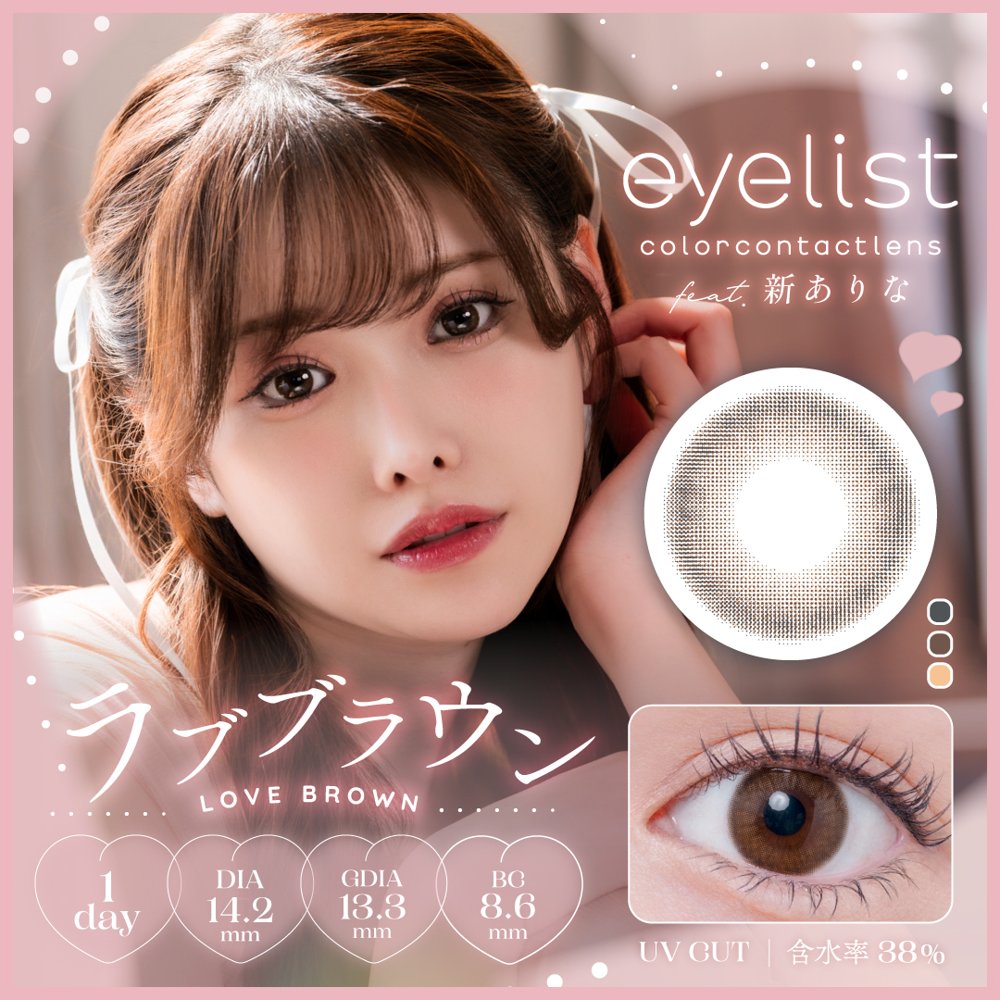 eyelist
colorcontactlens
feat. 新ありな
ラブブラウン
LOVE BROWN
1
day
DIA
14.2
mm
GDIA
13.3
mm
BC
8.6
mm
UV CUT | 含水率 38%